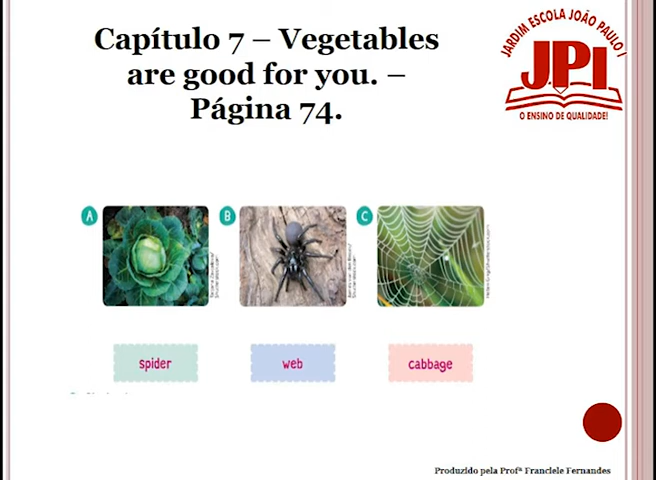 Capítulo 7 – Vegetables
are good for you. –
Página 74.
JARDIM ESCOLA JOÃO PAULO I
JPI
O ENSINO DE QUALIDADE!
A
B
C
spider
web
cabbage
Produzido pela Profª Franciele Fernandes